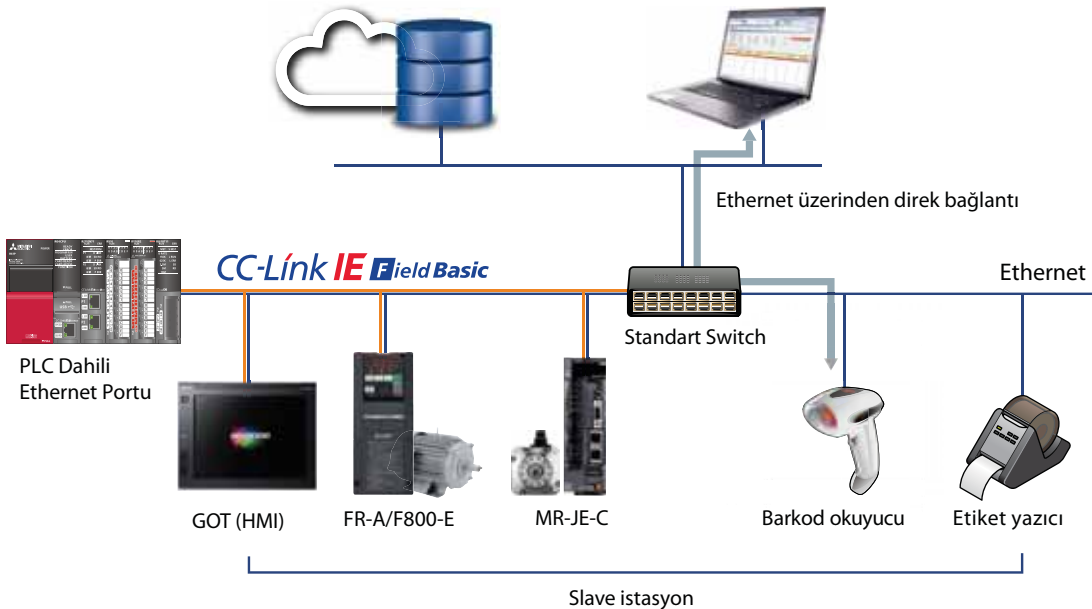 Ethernet üzerinden direk bağlantı
CC-Link IE Field Basic
Ethernet
Standart Switch
PLC Dahili
Ethernet Portu
GOT (HMI)
FR-A/F800-E
MR-JE-C
Barkod okuyucu
Etiket yazıcı
Slave istasyon